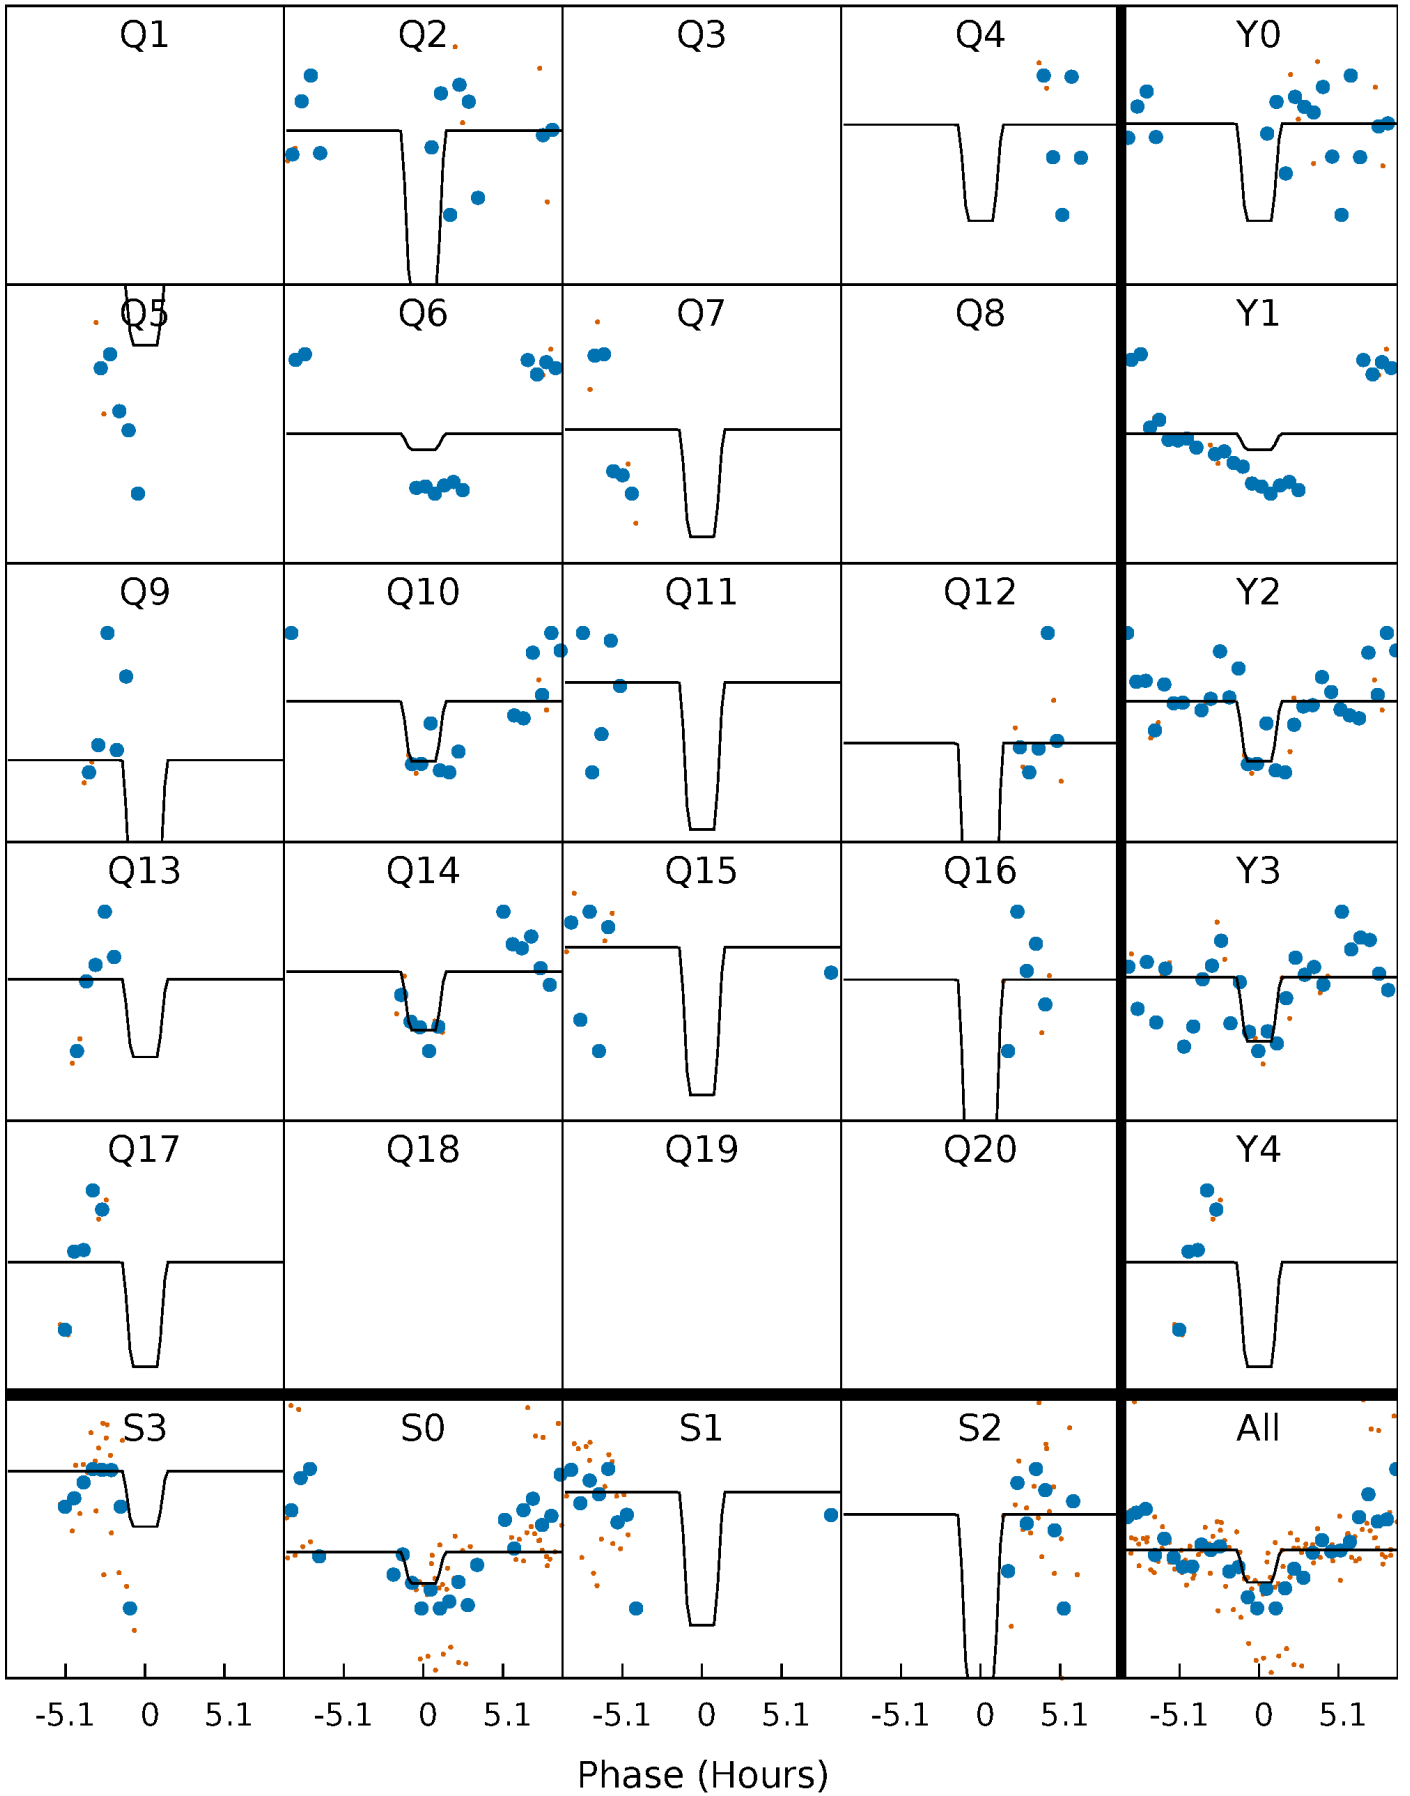 Q1 Q2 Q3 Q4 Y0
Q5 Q6 Q7 Q8 Y1
Q9 Q10 Q11 Q12 Y2
Q13 Q14 Q15 Q16 Y3
Q17 Q18 Q19 Q20 Y4
S3 S0 S1 S2 All
-5.1 0 5.1 -5.1 0 5.1 -5.1 0 5.1 -5.1 0 5.1 -5.1 0 5.1
Phase (Hours)